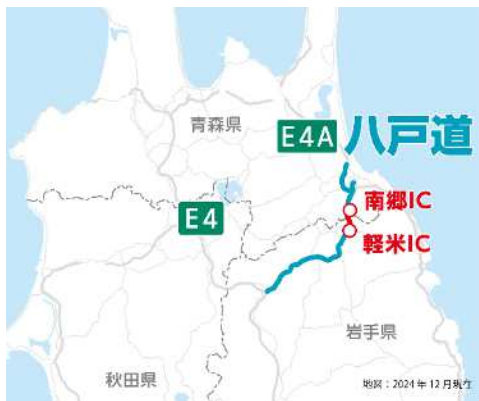 青森県
E4A 八戸道
南郷IC
E4
軽米IC
岩手県
秋田県
地図：2024年12月現在